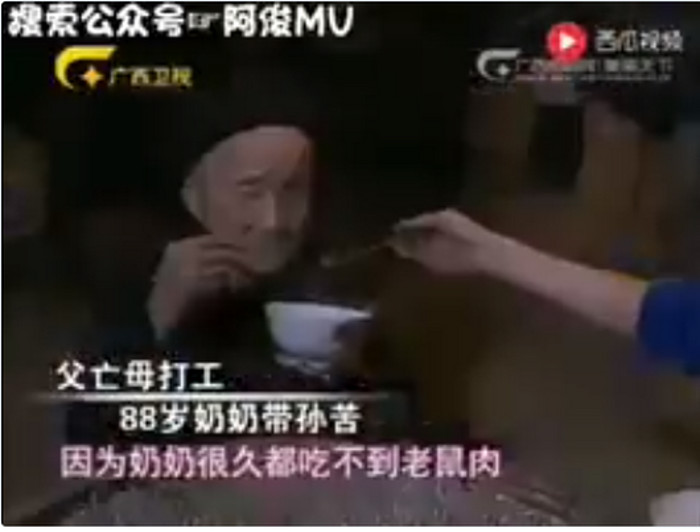 搜索公众号☞阿俊MV
西瓜视频
广西卫视
父亡母打工
88岁奶奶带孙苦
因为奶奶很久都吃不到老鼠肉